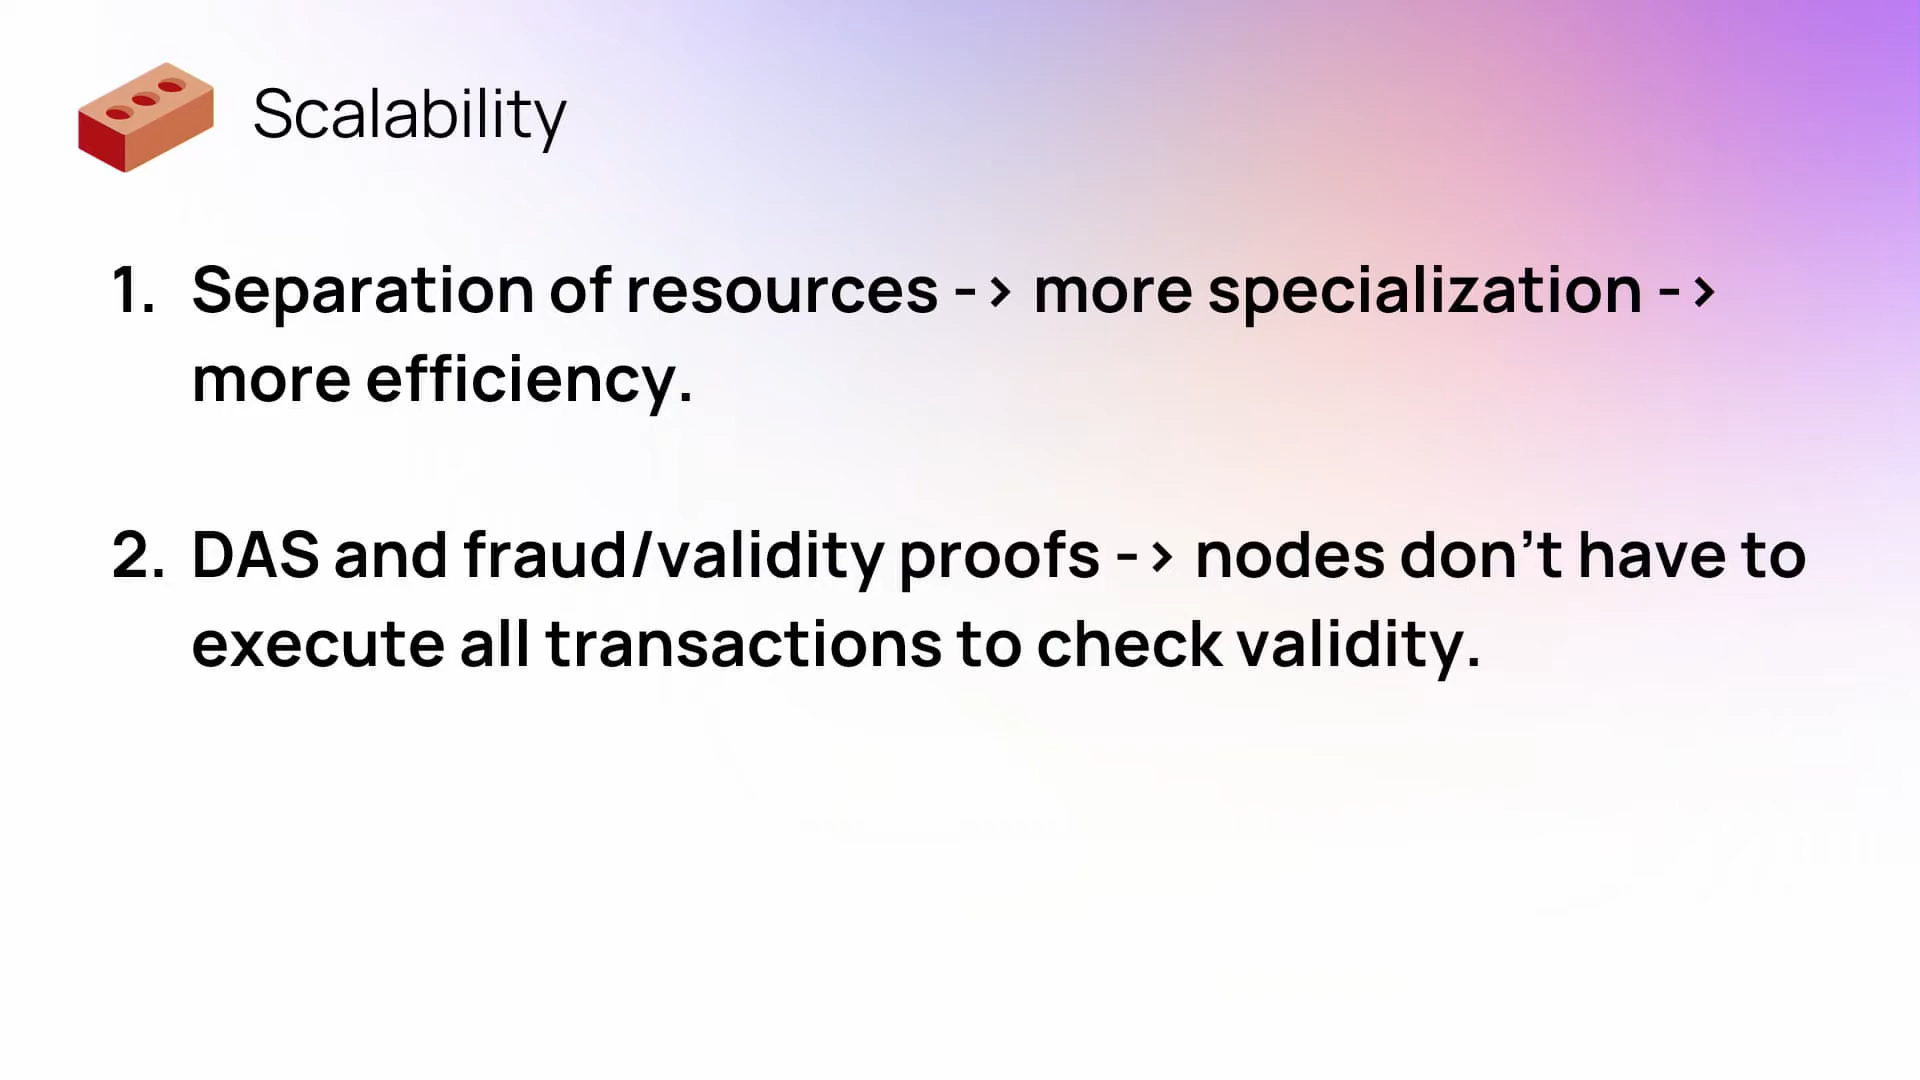 Scalability
1. Separation of resources -> more specialization ->
more efficiency.
2. DAS and fraud/validity proofs -> nodes don’t have to
execute all transactions to check validity.